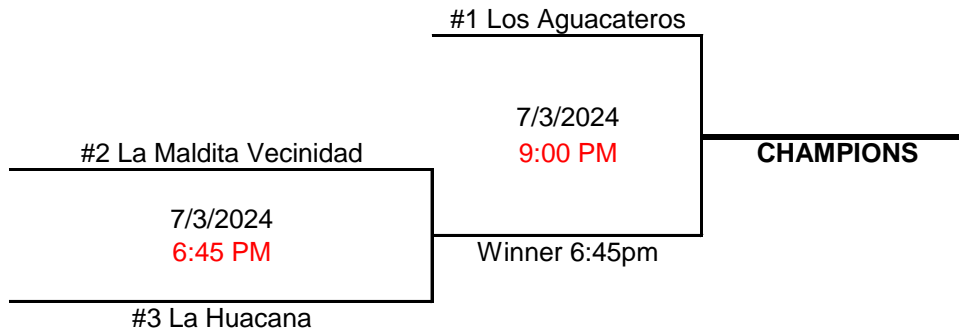 #1 Los Aguacateros
7/3/2024
9:00 PM
#2 La Maldita Vecinidad
CHAMPIONS
7/3/2024
6:45 PM
Winner 6:45pm
#3 La Huacana